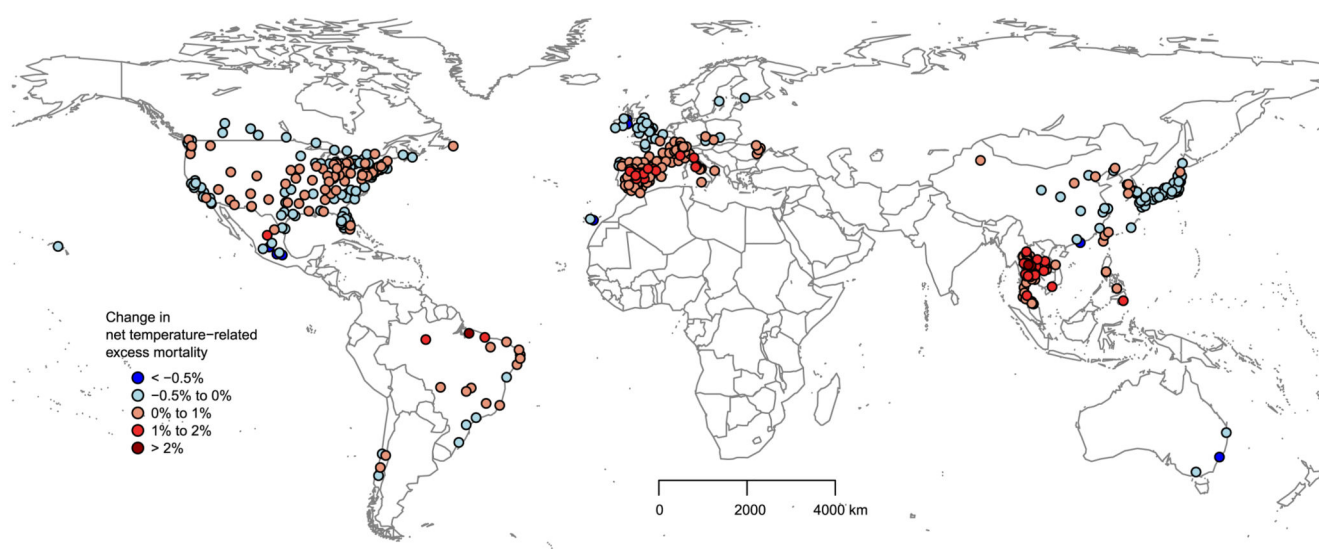 Change in
net temperature−related
excess mortality
< −0.5%
−0.5% to 0%
0% to 1%
1% to 2%
> 2%
0 2000 4000 km